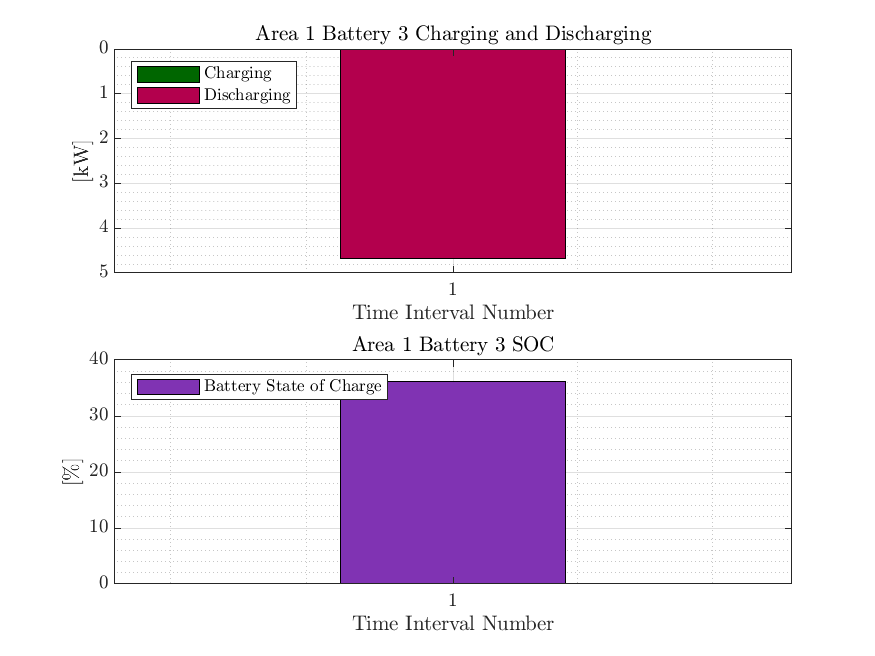 Area 1 Battery 3 Charging and Discharging
0
1
2
3
4
5
[kW]
Charging
Discharging
1
Time Interval Number
Area 1 Battery 3 SOC
40
30
20
10
0
[%]
Battery State of Charge
1
Time Interval Number